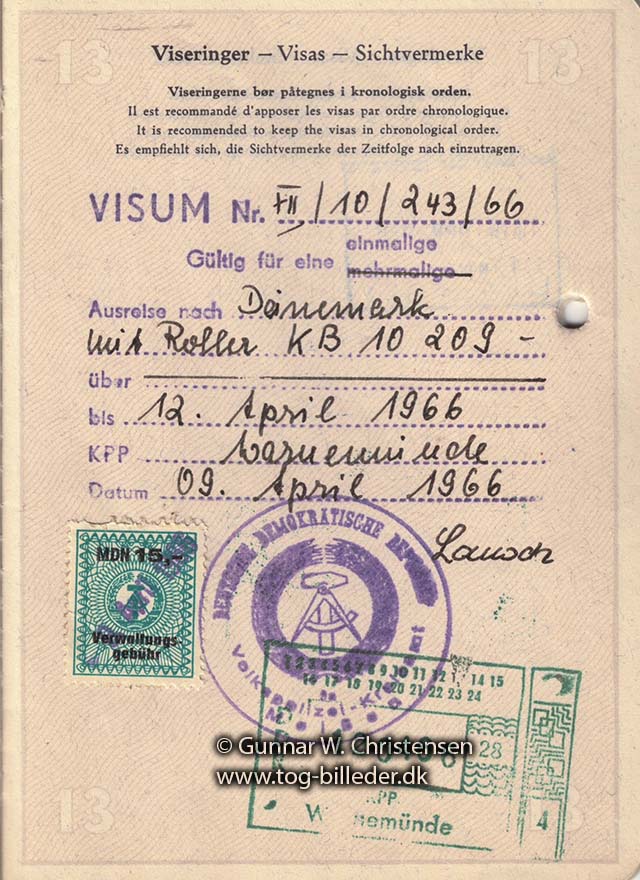 13 13
Viseringer – Visas – Sichtvermerke
Viseringerne bør påtegnes i kronologisk orden.
Il est recommandé d'apposer les visas par ordre chronologique.
It is recommended to keep the visas in chronological order.
Es empfiehlt sich, die Sichtvermerke der Zeitfolge nach einzutragen.
VISUM Nr. VII/10/243/66
einmalige
Gültig für eine mehrmalige
Ausreise nach Dänemark
mit Roller KB 10 209 –
über
bis 12. April 1966
KPP Warnemünde
Datum 09. April 1966
MDN 15,–
Verwaltungs-
gebühr
DEUTSCHE DEMOKRATISCHE REPUBLIK
Volkspolizei-Kreisamt
1 2 3 4 5 6 7 8 9 10 11 12 14 15
16 17 18 19 20 21 22 23 24
28
KPP
Warnemünde
4
© Gunnar W. Christensen
www.tog-billeder.dk
13 13